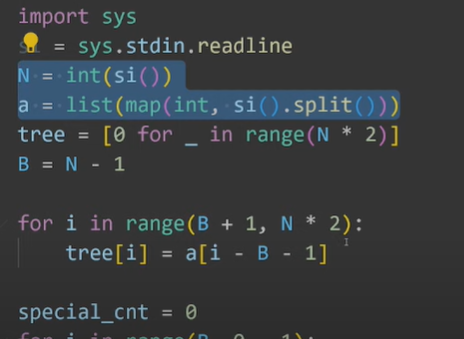 import sys
si = sys.stdin.readline
N = int(si())
a = list(map(int, si().split()))
tree = [0 for _ in range(N * 2)]
B = N - 1
for i in range(B + 1, N * 2):
tree[i] = a[i - B - 1]
special_cnt = 0